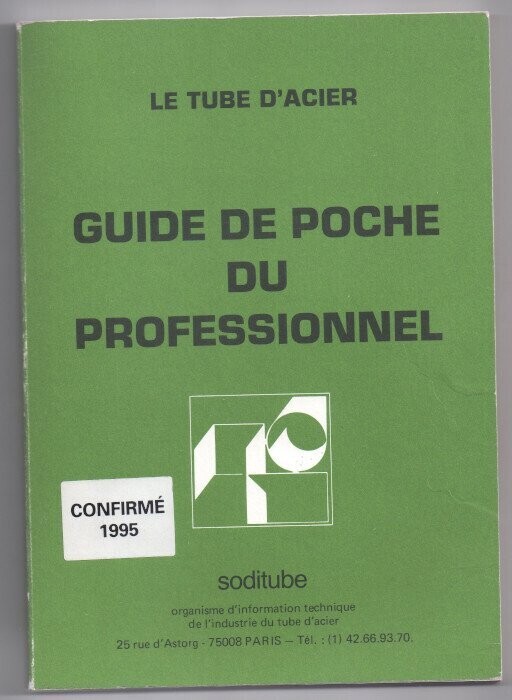 LE TUBE D'ACIER
GUIDE DE POCHE
DU
PROFESSIONNEL
CONFIRMÉ
1995
soditube
organisme d'information technique
de l'industrie du tube d'acier
25 rue d'Astorg - 75008 PARIS — Tél. : (1) 42.66.93.70.